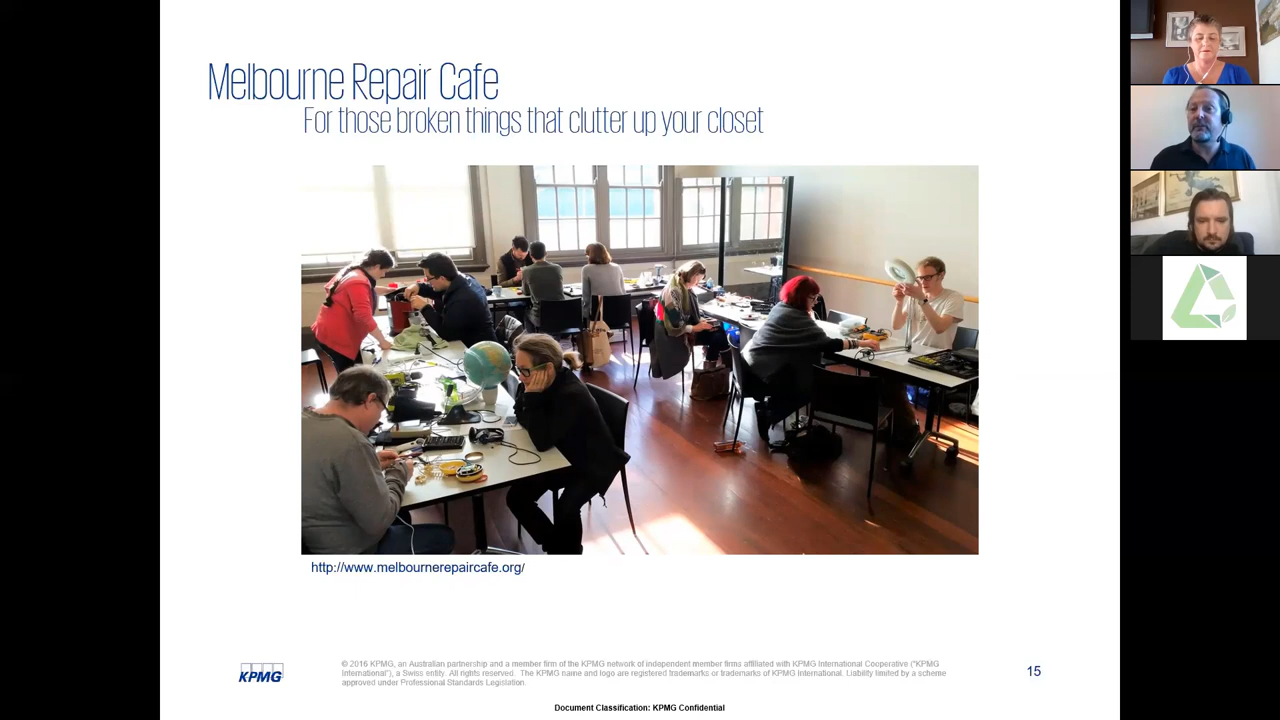 Melbourne Repair Cafe
For those broken things that clutter up your closet
http://www.melbournerepaircafe.org/
KPMG
© 2016 KPMG, an Australian partnership and a member firm of the KPMG network of independent member firms affiliated with KPMG International Cooperative ("KPMG
International"), a Swiss entity. All rights reserved. The KPMG name and logo are registered trademarks or trademarks of KPMG International. Liability limited by a scheme
approved under Professional Standards Legislation.
15
Document Classification: KPMG Confidential